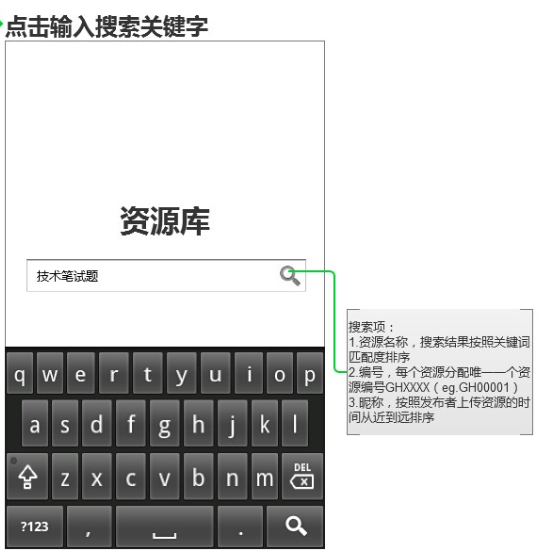 点击输入搜索关键字
资源库
技术笔试题
搜索项：
1.资源名称，搜索结果按照关键词
匹配度排序
2.编号，每个资源分配唯一一个资
源编号GHXXXX（eg.GH00001）
3.昵称，按照发布者上传资源的时
间从近到远排序
q w e r t y u i o p
a s d f g h j k l
z x c v b n m DEL
?123 , .